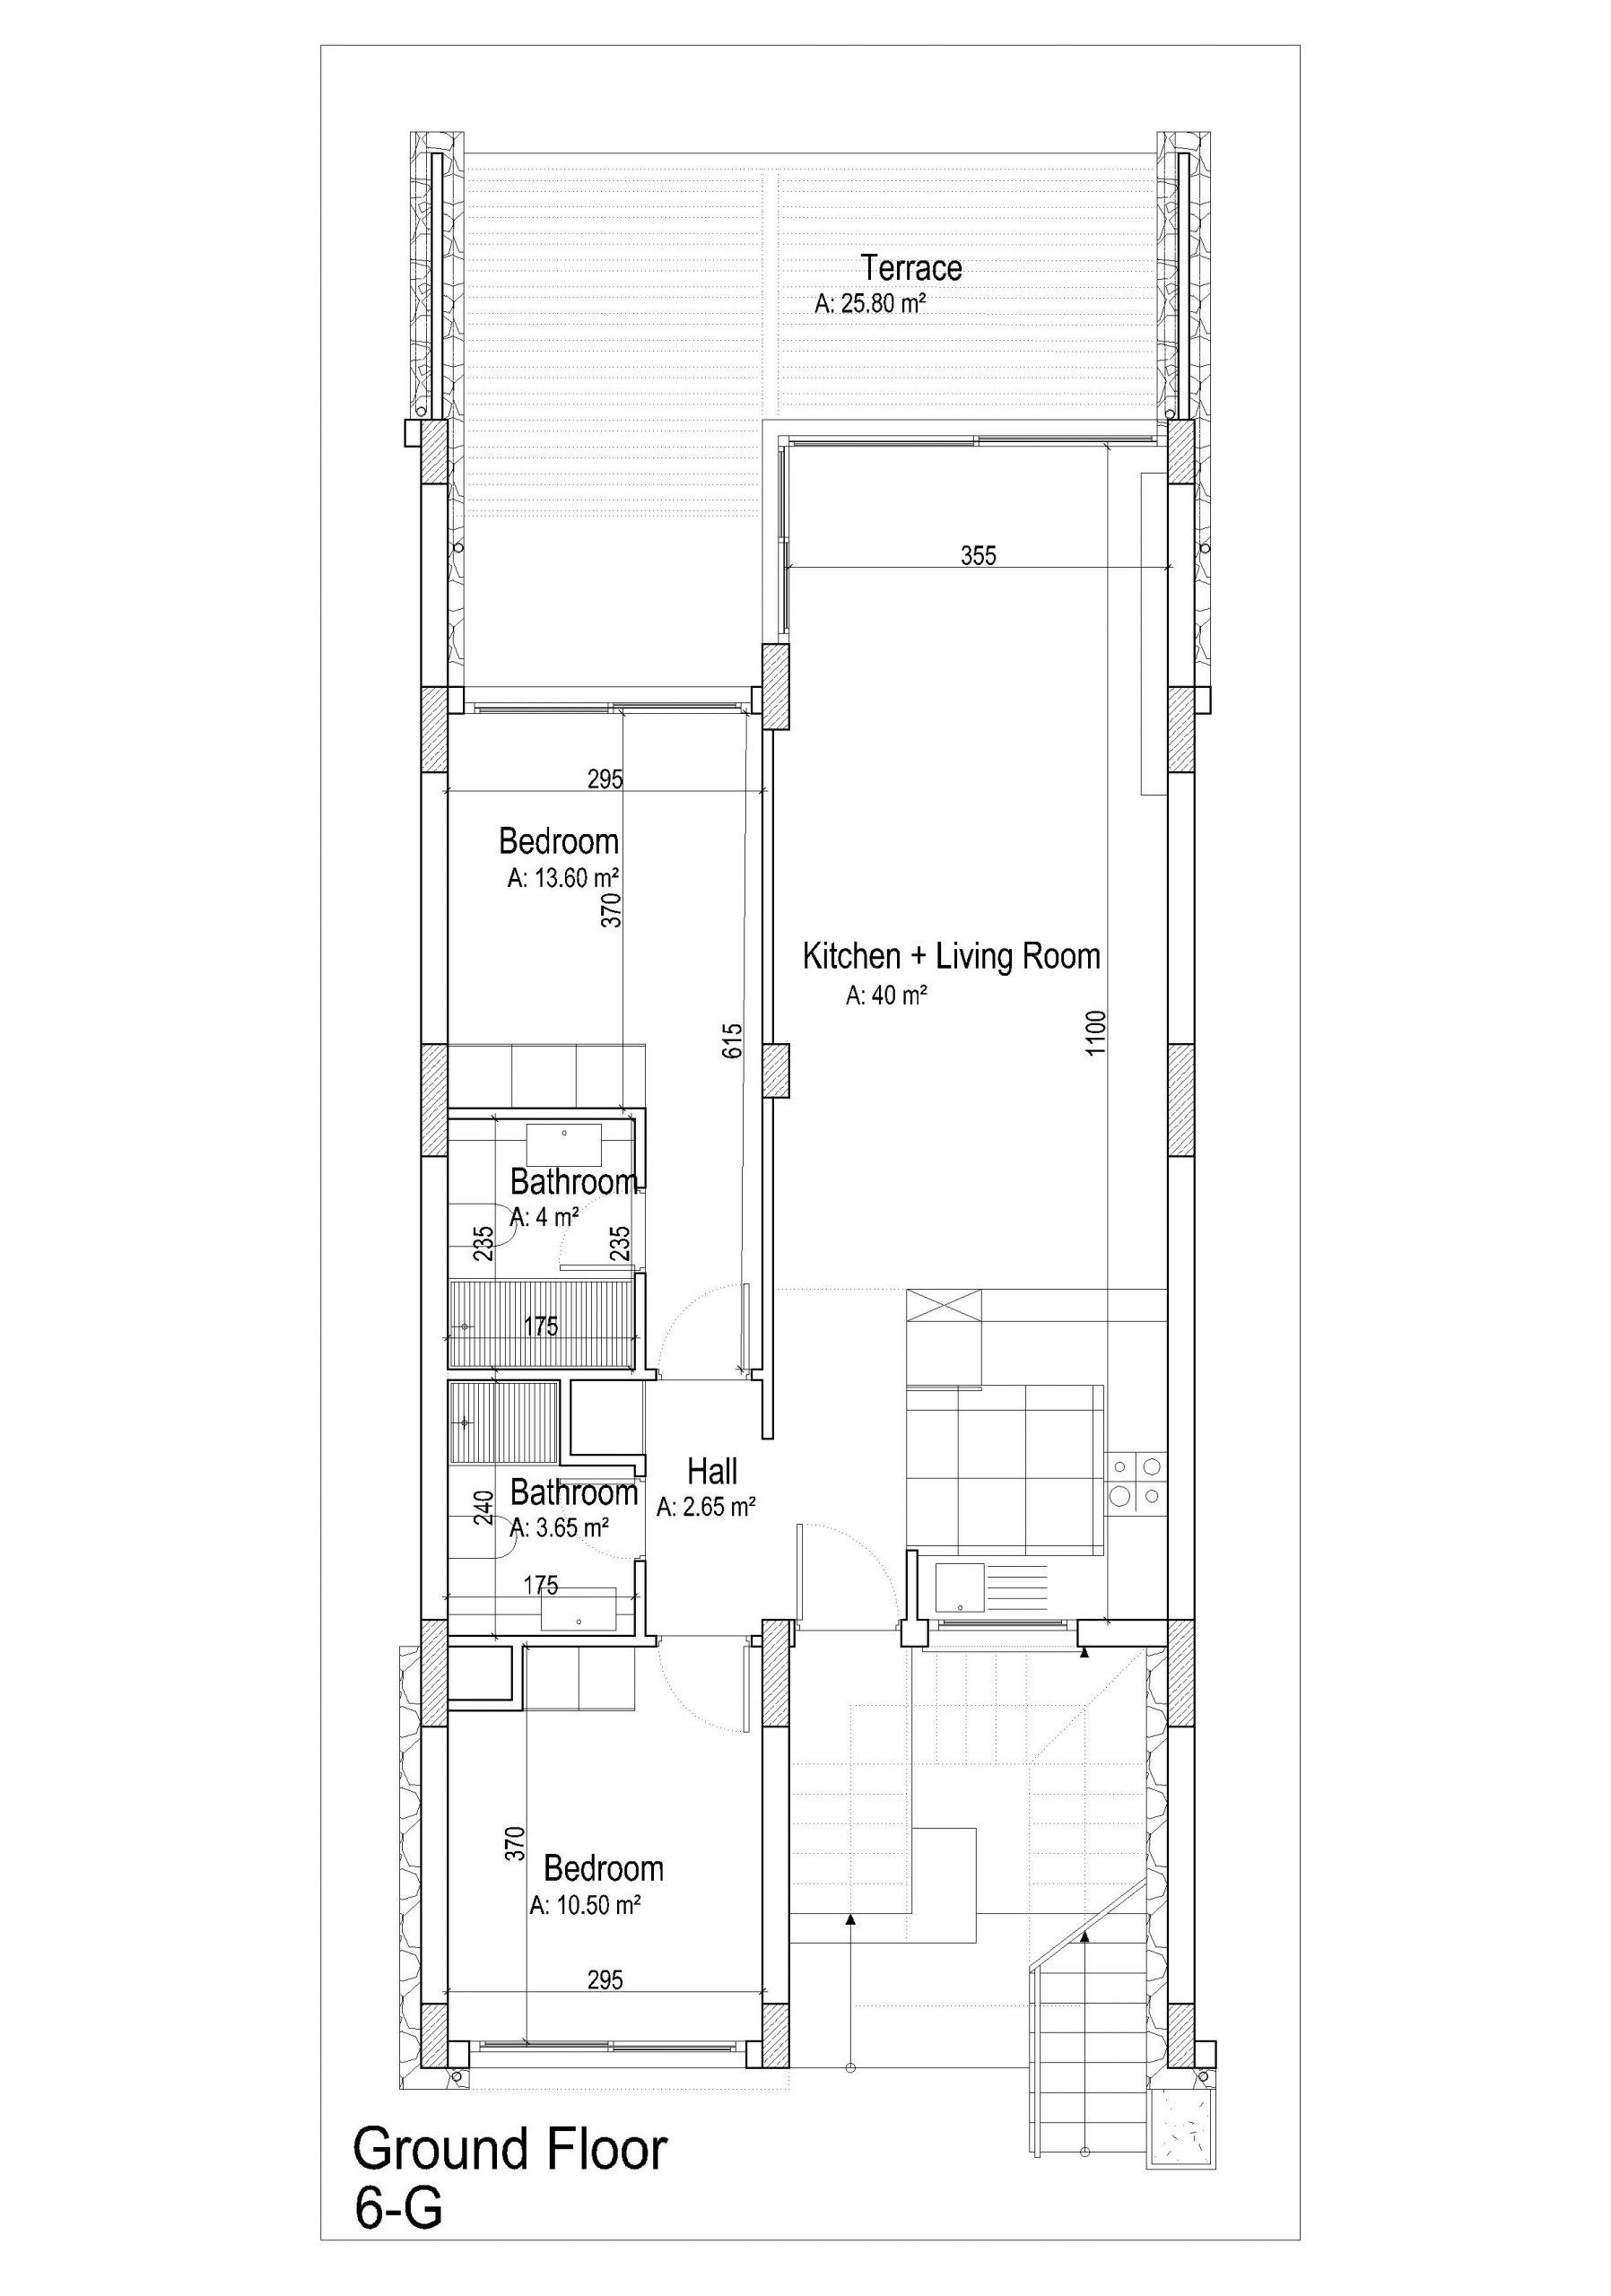 Terrace
A: 25.80 m²
355
295
Bedroom
A: 13.60 m²
370
Kitchen + Living Room
A: 40 m²
1100
615
Bathroom
A: 4 m²
235
235
175
Hall
A: 2.65 m²
Bathroom
A: 3.65 m²
240
175
370
Bedroom
A: 10.50 m²
295
Ground Floor
6-G